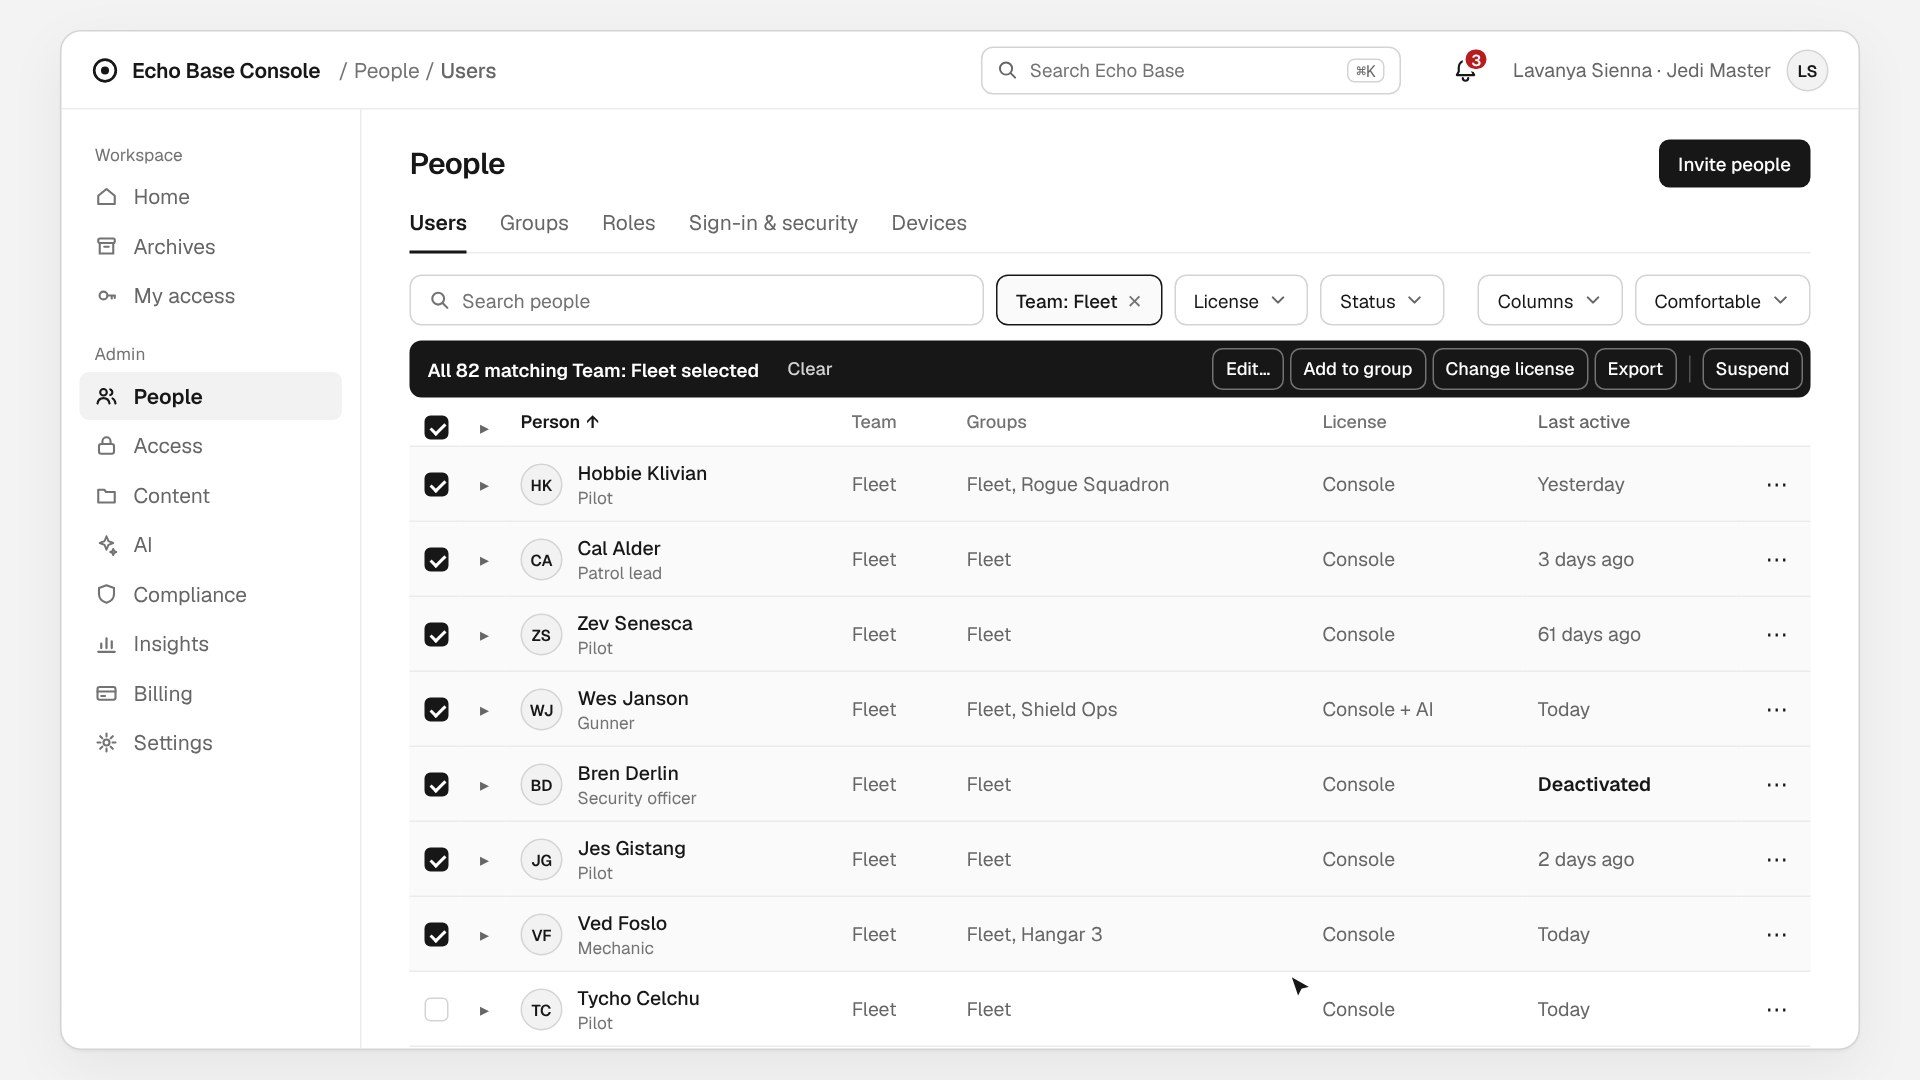 Echo Base Console / People / Users
Search Echo Base ⌘K
3
Lavanya Sienna · Jedi Master LS
Workspace
Home
Archives
My access
Admin
People
Access
Content
AI
Compliance
Insights
Billing
Settings
People
Invite people
Users Groups Roles Sign-in & security Devices
Search people Team: Fleet × License Status Columns Comfortable
All 82 matching Team: Fleet selected Clear Edit... Add to group Change license Export Suspend
Person ↑ Team Groups License Last active
HK Hobbie Klivian Fleet Fleet, Rogue Squadron Console Yesterday
Pilot
CA Cal Alder Fleet Fleet Console 3 days ago
Patrol lead
ZS Zev Senesca Fleet Fleet Console 61 days ago
Pilot
WJ Wes Janson Fleet Fleet, Shield Ops Console + AI Today
Gunner
BD Bren Derlin Fleet Fleet Console Deactivated
Security officer
JG Jes Gistang Fleet Fleet Console 2 days ago
Pilot
VF Ved Foslo Fleet Fleet, Hangar 3 Console Today
Mechanic
TC Tycho Celchu Fleet Fleet Console Today
Pilot